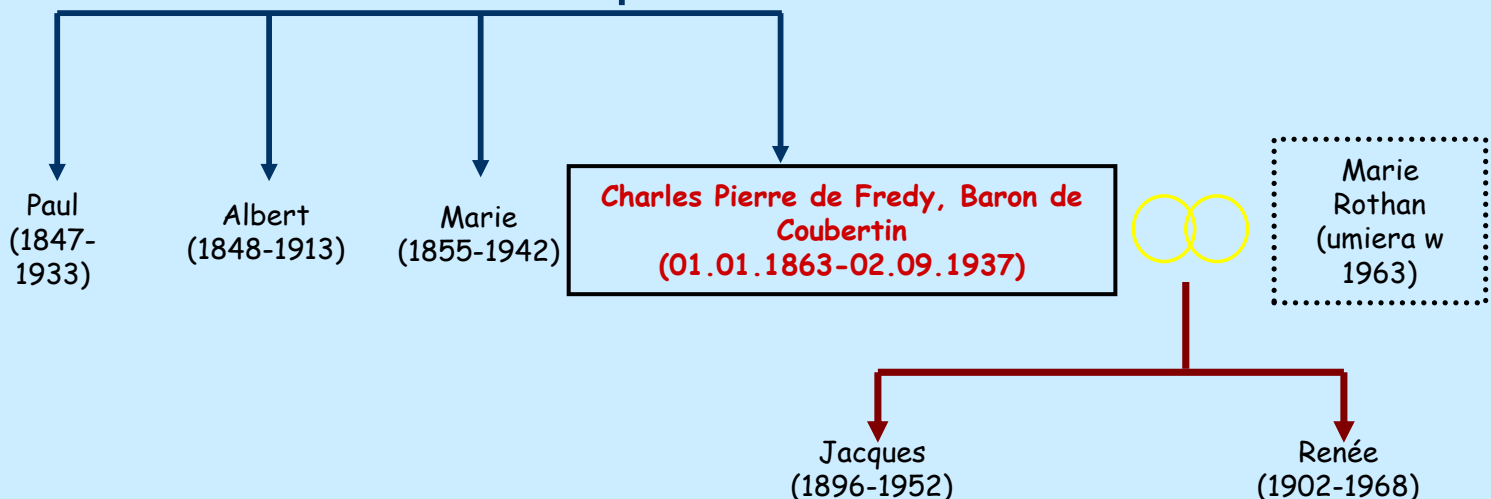 Paul
(1847-
1933)
Albert
(1848-1913)
Marie
(1855-1942)
Charles Pierre de Fredy, Baron de
Coubertin
(01.01.1863-02.09.1937)
Marie
Rothan
(umiera w
1963)
Jacques
(1896-1952)
Renée
(1902-1968)